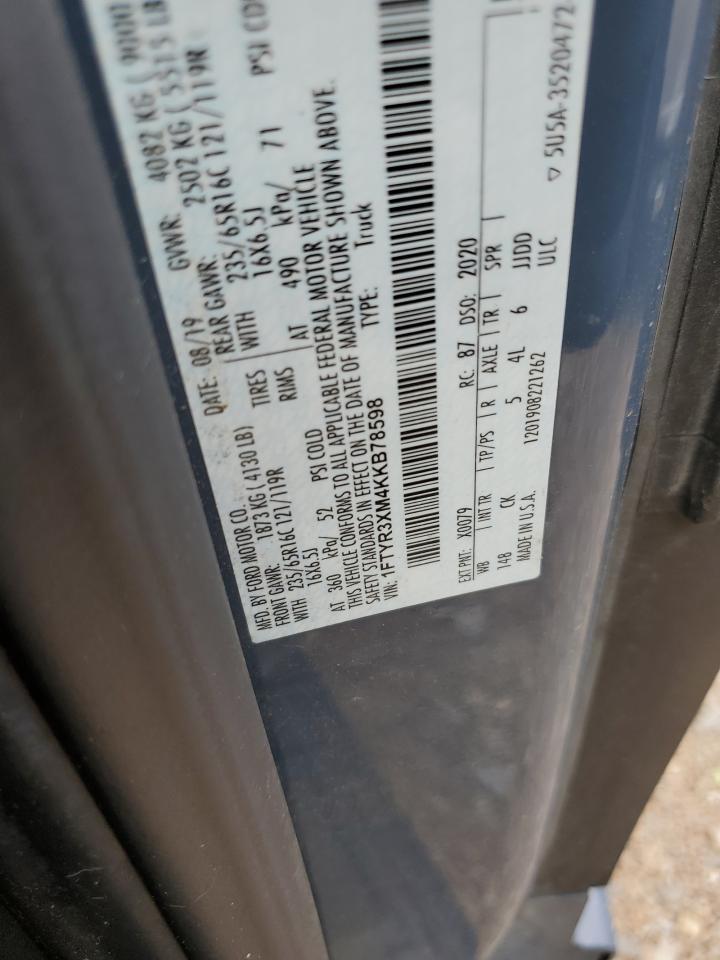 MFD. BY FORD MOTOR CO.
DATE: 08/19 GVWR: 4082 KG ( 9000
FRONT GAWR: 1873 KG ( 4130 LB) REAR GAWR: 2502 KG ( 5515 LB
WITH 235/65R16C 121/119R TIRES WITH 235/65R16C 121/119R
16X6.5J RIMS 16X6.5J
AT 360 kPa/ 52 PSI COLD AT 490 kPa/ 71 PSI COL
THIS VEHICLE CONFORMS TO ALL APPLICABLE FEDERAL MOTOR VEHICLE
SAFETY STANDARDS IN EFFECT ON THE DATE OF MANUFACTURE SHOWN ABOVE.
VIN: 1FTYR3XM4KKB78598 TYPE: Truck
EXT PNT: X0079 RC: 87 DSO: 2020
WB INT TR TP/PS R AXLE TR SPR
148 CK 5 4L 6 JJDD
MADE IN U.S.A. 1201908221262 ULC
5U5A-3520472-